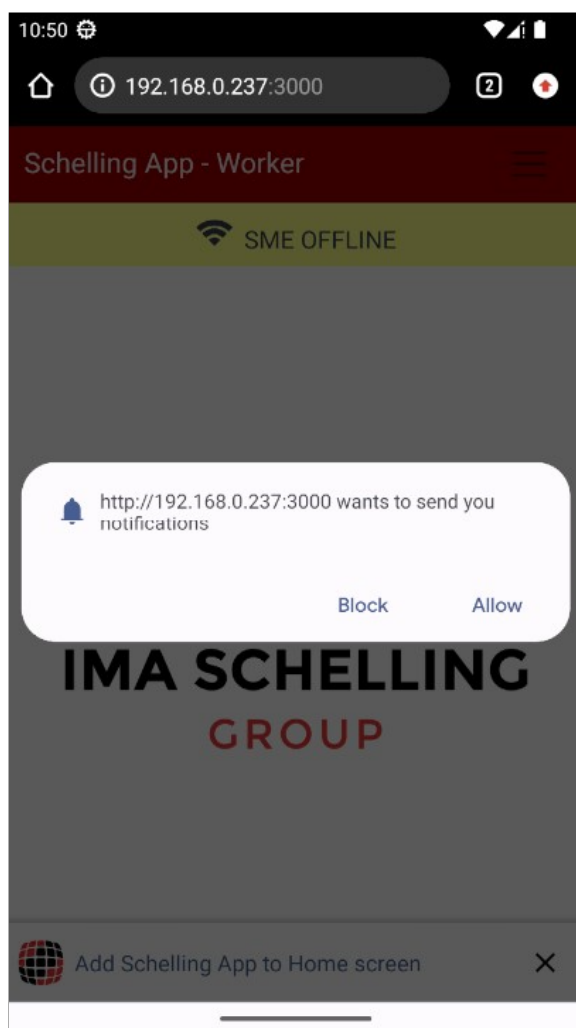 10:50
192.168.0.237:3000
2
Schelling App - Worker
SME OFFLINE
http://192.168.0.237:3000 wants to send you
notifications
Block Allow
IMA SCHELLING
GROUP
Add Schelling App to Home screen